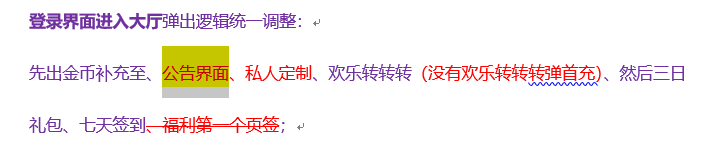 登录界面进入大厅弹出逻辑统一调整：
先出金币补充至、公告界面、私人定制、欢乐转转转（没有欢乐转转转弹首充）、然后三日
礼包、七天签到、福利第一个页签；